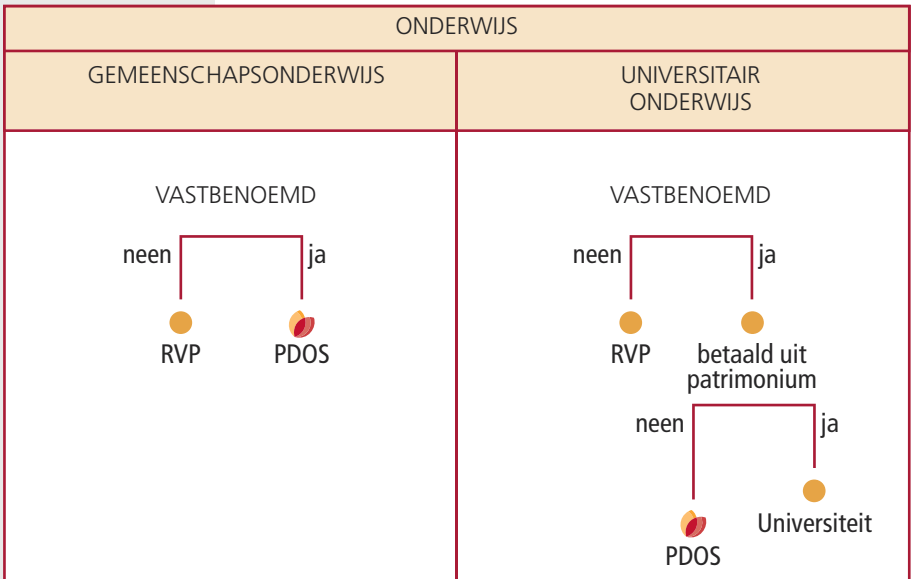 ONDERWIJS
GEMEENSCHAPSONDERWIJS
VASTBENOEMD
neen
ja
RVP
PDOS
UNIVERSITAIR
ONDERWIJS
VASTBENOEMD
neen
ja
RVP
betaald uit
patrimonium
neen
ja
Universiteit
PDOS